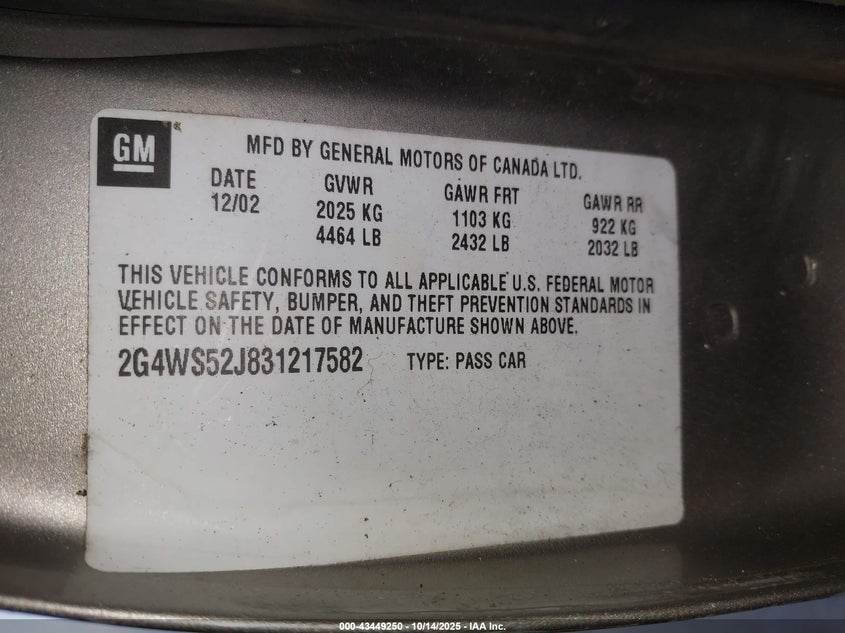 GM
MFD BY GENERAL MOTORS OF CANADA LTD.
DATE GVWR GAWR FRT GAWR RR
12/02 2025 KG 1103 KG 922 KG
4464 LB 2432 LB 2032 LB
THIS VEHICLE CONFORMS TO ALL APPLICABLE U.S. FEDERAL MOTOR
VEHICLE SAFETY, BUMPER, AND THEFT PREVENTION STANDARDS IN
EFFECT ON THE DATE OF MANUFACTURE SHOWN ABOVE.
2G4WS52J831217582 TYPE: PASS CAR
000-43449250 - 10/14/2025 - IAA Inc.